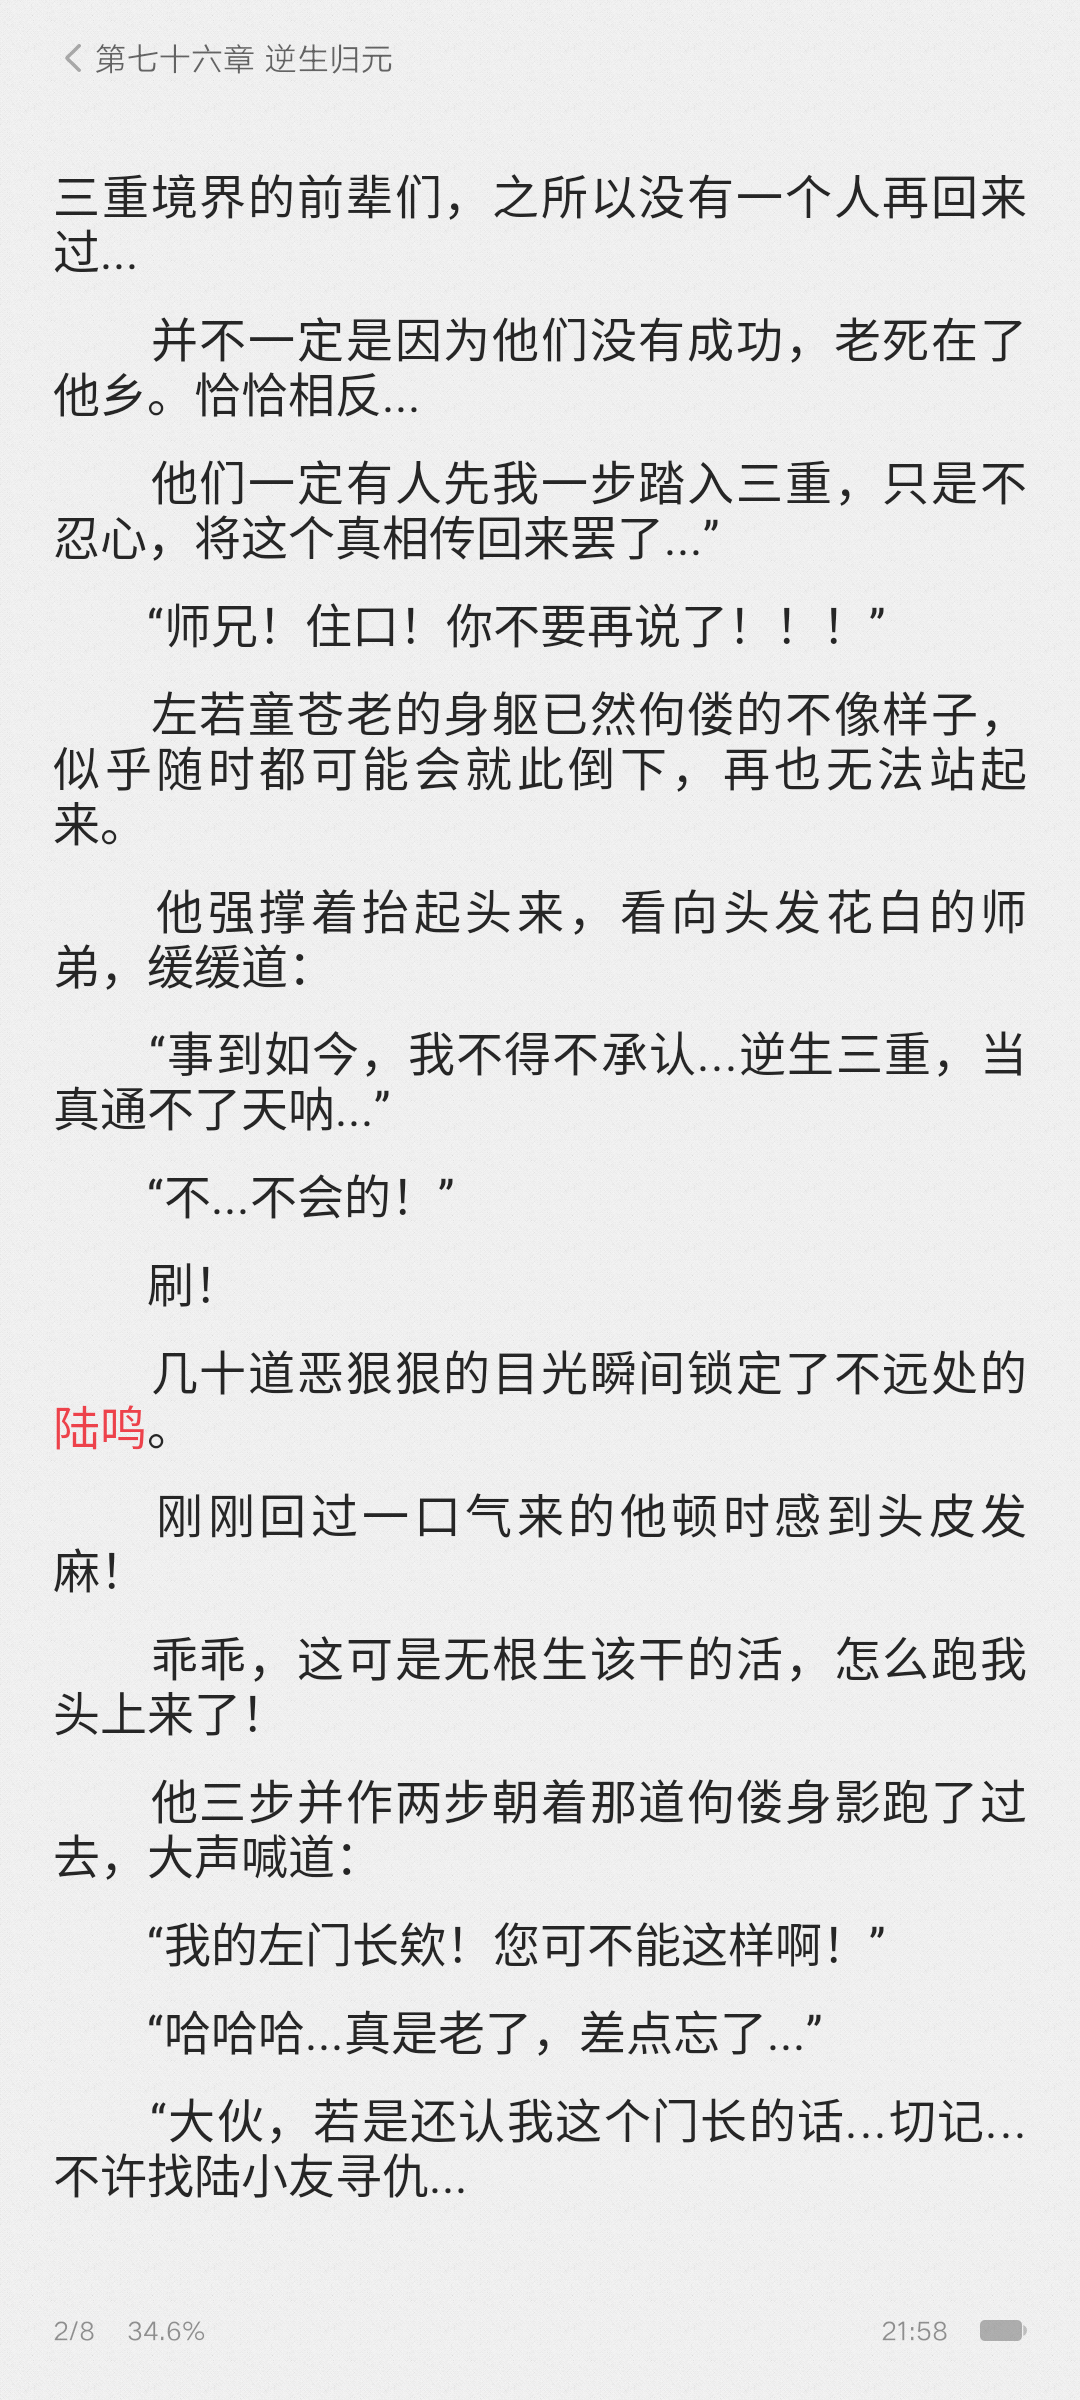 第七十六章 逆生归元
三重境界的前辈们，之所以没有一个人再回来
过...
并不一定是因为他们没有成功，老死在了
他乡。恰恰相反...
他们一定有人先我一步踏入三重，只是不
忍心，将这个真相传回来罢了...”
“师兄！住口！你不要再说了！！！”
左若童苍老的身躯已然佝偻的不像样子，
似乎随时都可能会就此倒下，再也无法站起
来。
他强撑着抬起头来，看向头发花白的师
弟，缓缓道：
“事到如今，我不得不承认...逆生三重，当
真通不了天呐...”
“不...不会的！”
刷！
几十道恶狠狠的目光瞬间锁定了不远处的
陆鸣。
刚刚回过一口气来的他顿时感到头皮发
麻！
乖乖，这可是无根生该干的活，怎么跑我
头上来了！
他三步并作两步朝着那道佝偻身影跑了过
去，大声喊道：
“我的左门长欸！您可不能这样啊！”
“哈哈哈...真是老了，差点忘了...”
“大伙，若是还认我这个门长的话...切记...
不许找陆小友寻仇...
2/8 34.6% 21:58